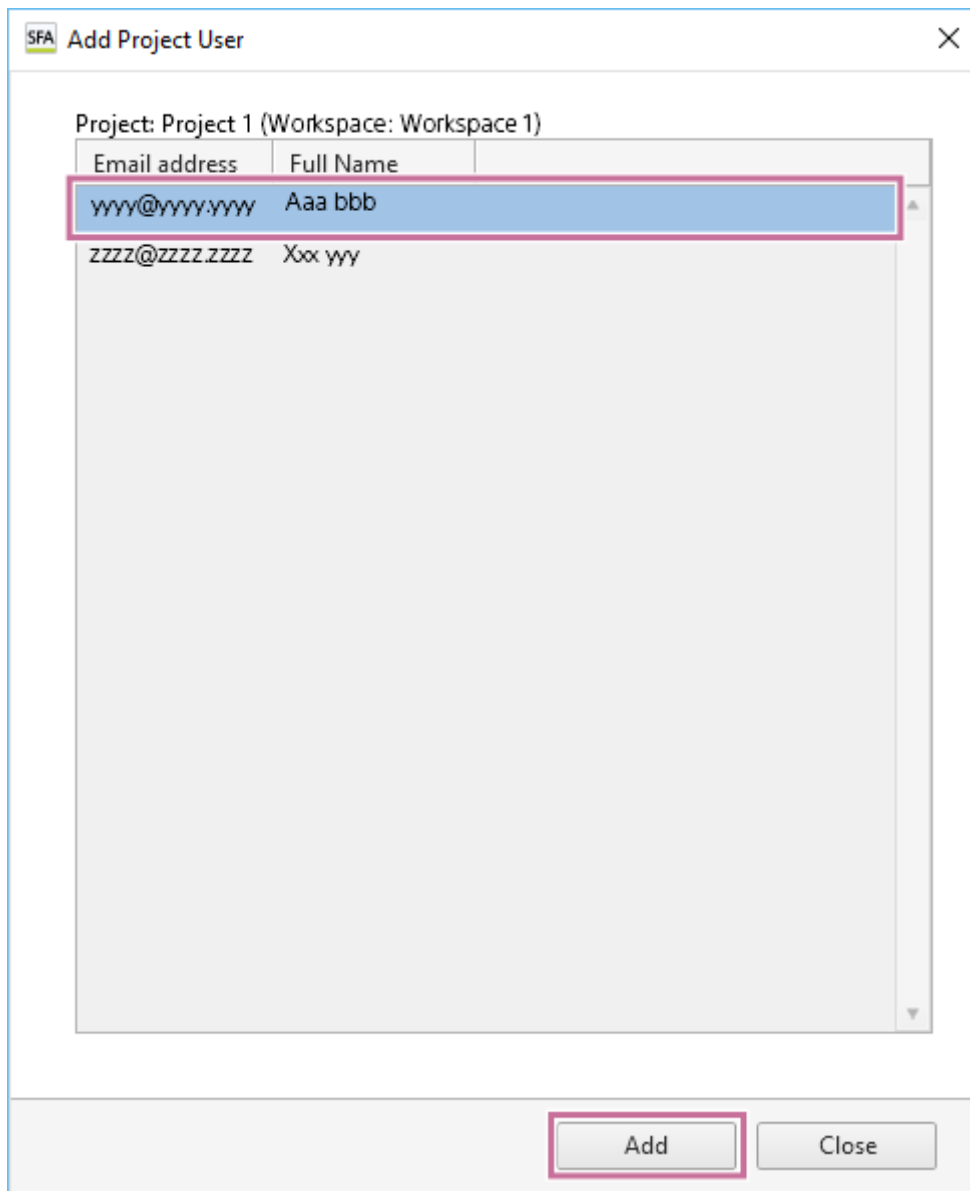 SFA Add Project User
Project: Project 1 (Workspace: Workspace 1)
Email address Full Name
yyyy@yyyy.yyyy Aaa bbb
zzzz@zzzz.zzzz Xxx yyy
Add Close